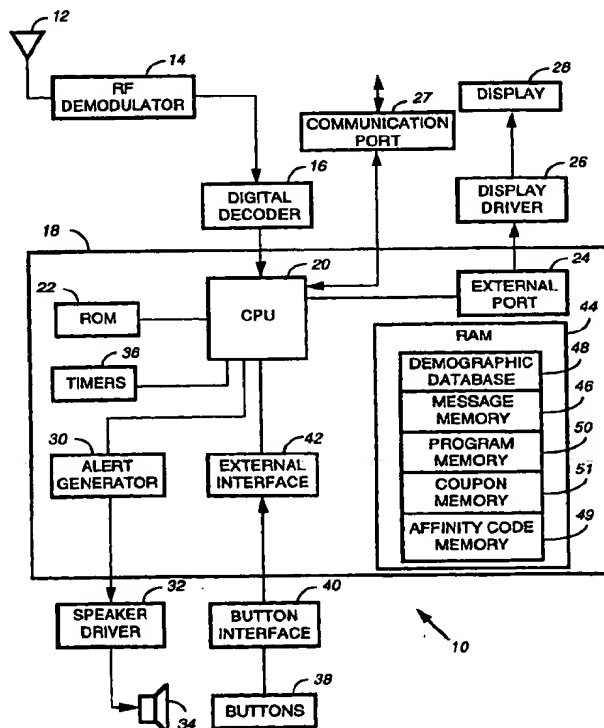 12
14
RF
DEMODULATOR
28
DISPLAY
27
COMMUNICATION
PORT
16
DIGITAL
DECODER
26
DISPLAY
DRIVER
18
20
CPU
24
EXTERNAL
PORT
22
ROM
44
RAM
36
TIMERS
DEMOGRAPHIC
DATABASE
48
MESSAGE
MEMORY
46
PROGRAM
MEMORY
50
COUPON
MEMORY
51
AFFINITY CODE
MEMORY
49
30
ALERT
GENERATOR
42
EXTERNAL
INTERFACE
32
SPEAKER
DRIVER
40
BUTTON
INTERFACE
10
34
38
BUTTONS